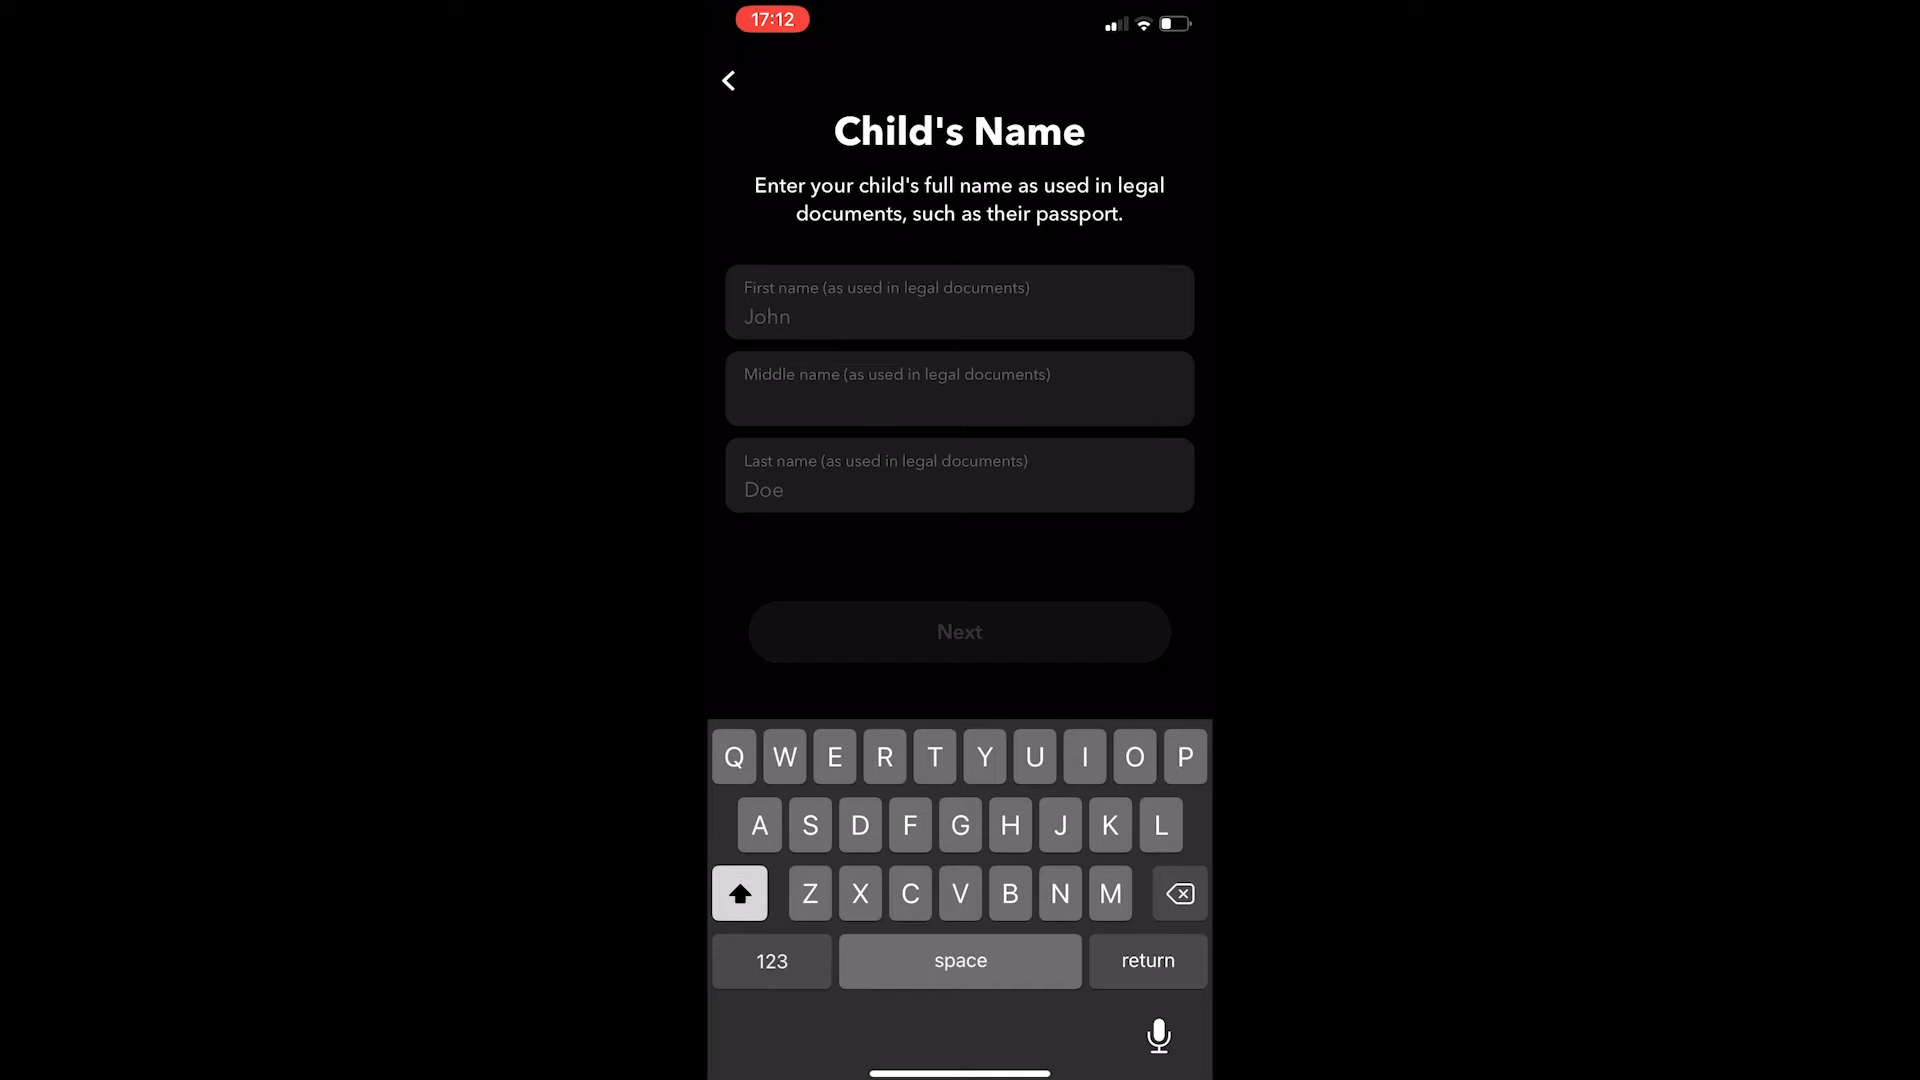 17:12
Child's Name
Enter your child's full name as used in legal
documents, such as their passport.
First name (as used in legal documents)
John
Middle name (as used in legal documents)
Last name (as used in legal documents)
Doe
Next
Q W E R T Y U I O P
A S D F G H J K L
Z X C V B N M
123 space return